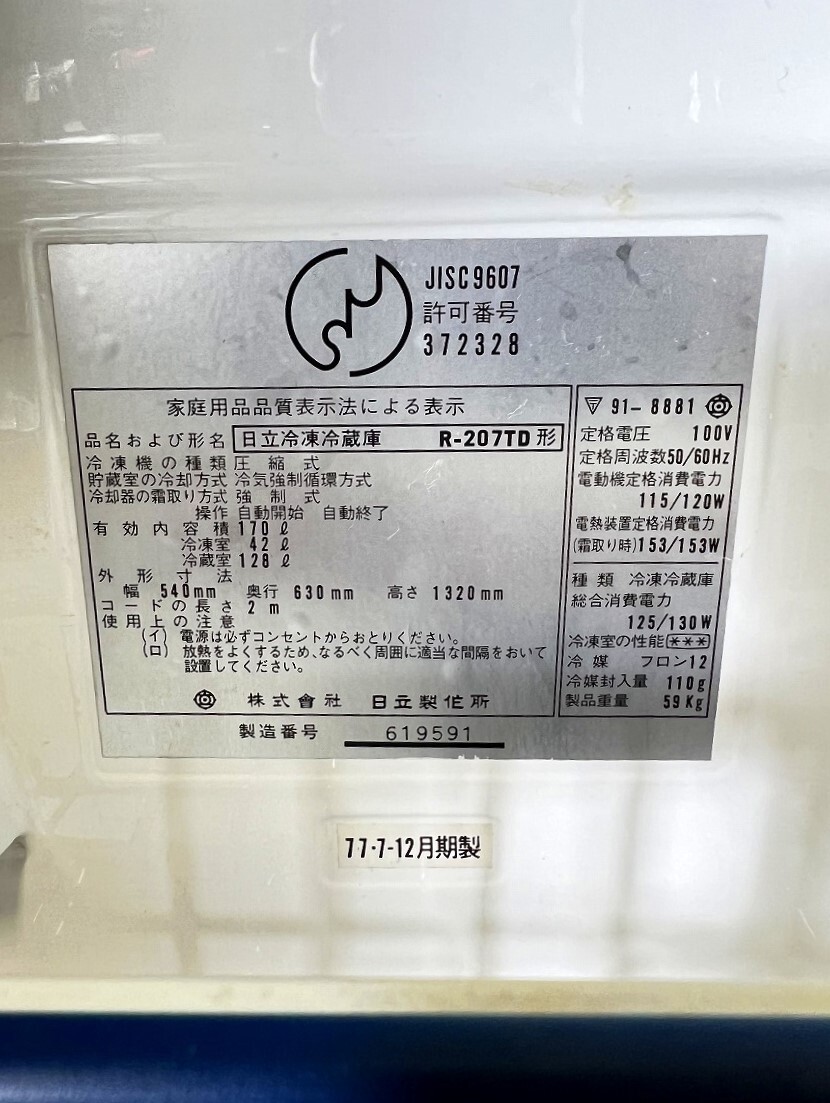 JISC9607
許可番号
372328
家庭用品品質表示法による表示
品名および形名 日立冷凍冷蔵庫 R-207TD形
冷凍機の種類 圧縮式
貯蔵室の冷却方式 冷気強制循環方式
冷却器の霜取り方式 強制式
操作 自動開始 自動終了
有効内容積 170ℓ
冷凍室 42ℓ
冷蔵室 128ℓ
外形寸法
幅 540mm 奥行 630mm 高さ 1320mm
コードの長さ 2m
使用上の注意
(イ) 電源は必ずコンセントからおとりください。
(ロ) 放熱をよくするため、なるべく周囲に適当な間隔をおいて
設置してください。
株式會社 日立製作所
▽ 91-8881
定格電圧 100V
定格周波数50/60Hz
電動機定格消費電力
115/120W
電熱装置定格消費電力
(霜取り時)153/153W
種類 冷凍冷蔵庫
総合消費電力
125/130W
冷凍室の性能 ***
冷媒 フロン12
冷媒封入量 110g
製品重量 59Kg
製造番号 619591
77・7-12月期製